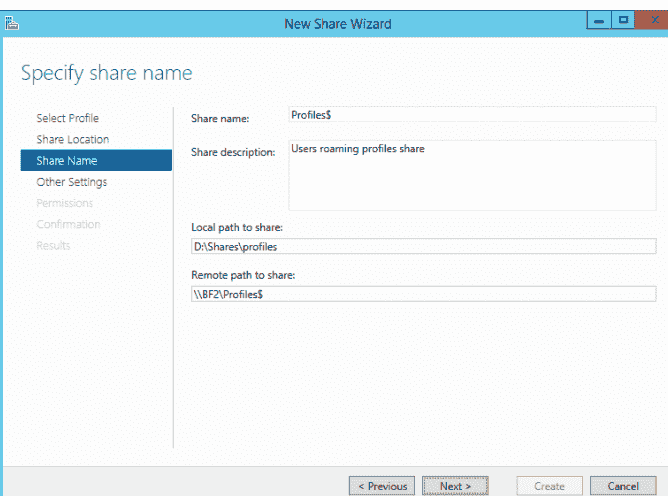 New Share Wizard
Specify share name
Select Profile
Share Location
Share Name
Other Settings
Permissions
Confirmation
Results
Share name: Profiles$
Share description: Users roaming profiles share
Local path to share:
D:\Shares\profiles
Remote path to share:
\\BF2\Profiles$
< Previous Next > Create Cancel